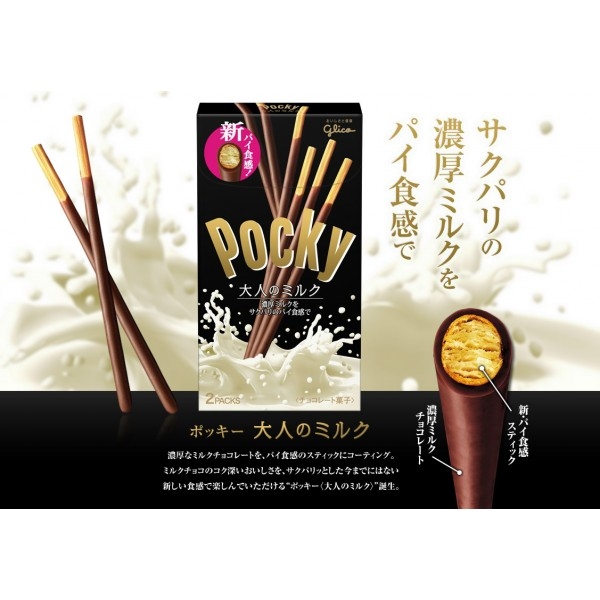 新
パイ食感!
おいしさと健康
glico
Pocky
大人のミルク
濃厚ミルクを
サクパリのパイ食感で
2PACKS
(チョコレート菓子)
サクパリの
濃厚ミルクを
パイ食感で
新・パイ食感
スティック
濃厚ミルク
チョコレート
ポッキー 大人のミルク
濃厚なミルクチョコレートを、パイ食感のスティックにコーティング。
ミルクチョコのコク深いおいしさを、サクパリッとした今までにはない
新しい食感で楽しんでいただける“ポッキー〈大人のミルク〉”誕生。